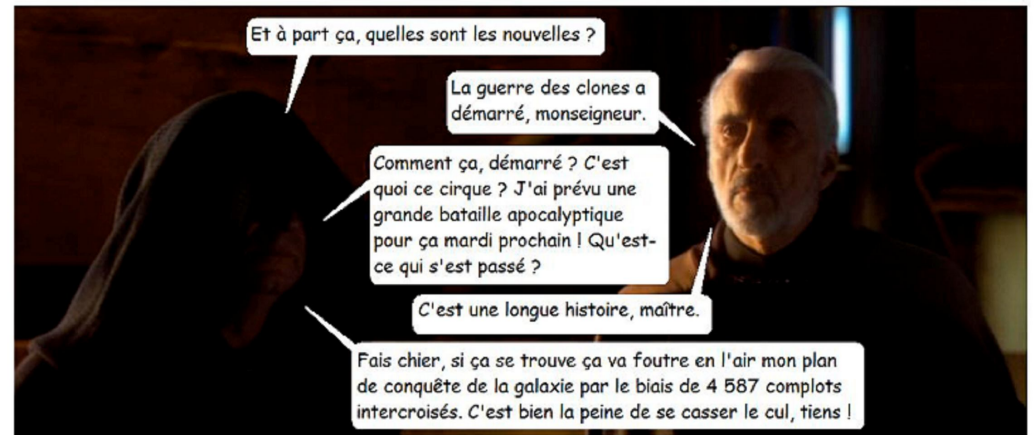 Et à part ça, quelles sont les nouvelles ?
La guerre des clones a
démarré, monseigneur.
Comment ça, démarré ? C'est
quoi ce cirque ? J'ai prévu une
grande bataille apocalyptique
pour ça mardi prochain ! Qu'est-
ce qui s'est passé ?
C'est une longue histoire, maître.
Fais chier, si ça se trouve ça va foutre en l'air mon plan
de conquête de la galaxie par le biais de 4 587 complots
intercroisés. C'est bien la peine de se casser le cul, tiens !